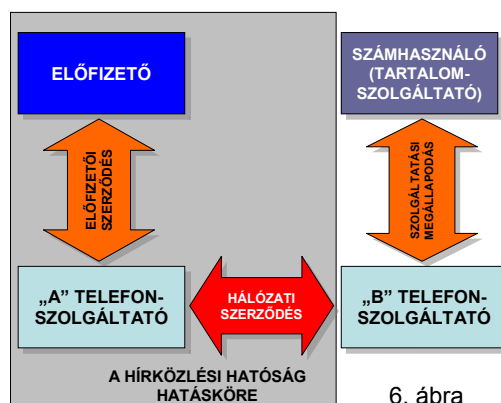 ELŐFIZETŐ
SZÁMHASZNÁLÓ
(TARTALOM-
SZOLGÁLTATÓ)
ELŐFIZETŐI
SZERZŐDÉS
SZOLGÁLTATÁSI
MEGÁLLAPODÁS
„A” TELEFON-
SZOLGÁLTATÓ
HÁLÓZATI
SZERZŐDÉS
„B” TELEFON-
SZOLGÁLTATÓ
A HÍRKÖZLÉSI HATÓSÁG
HATÁSKÖRE
6. ábra